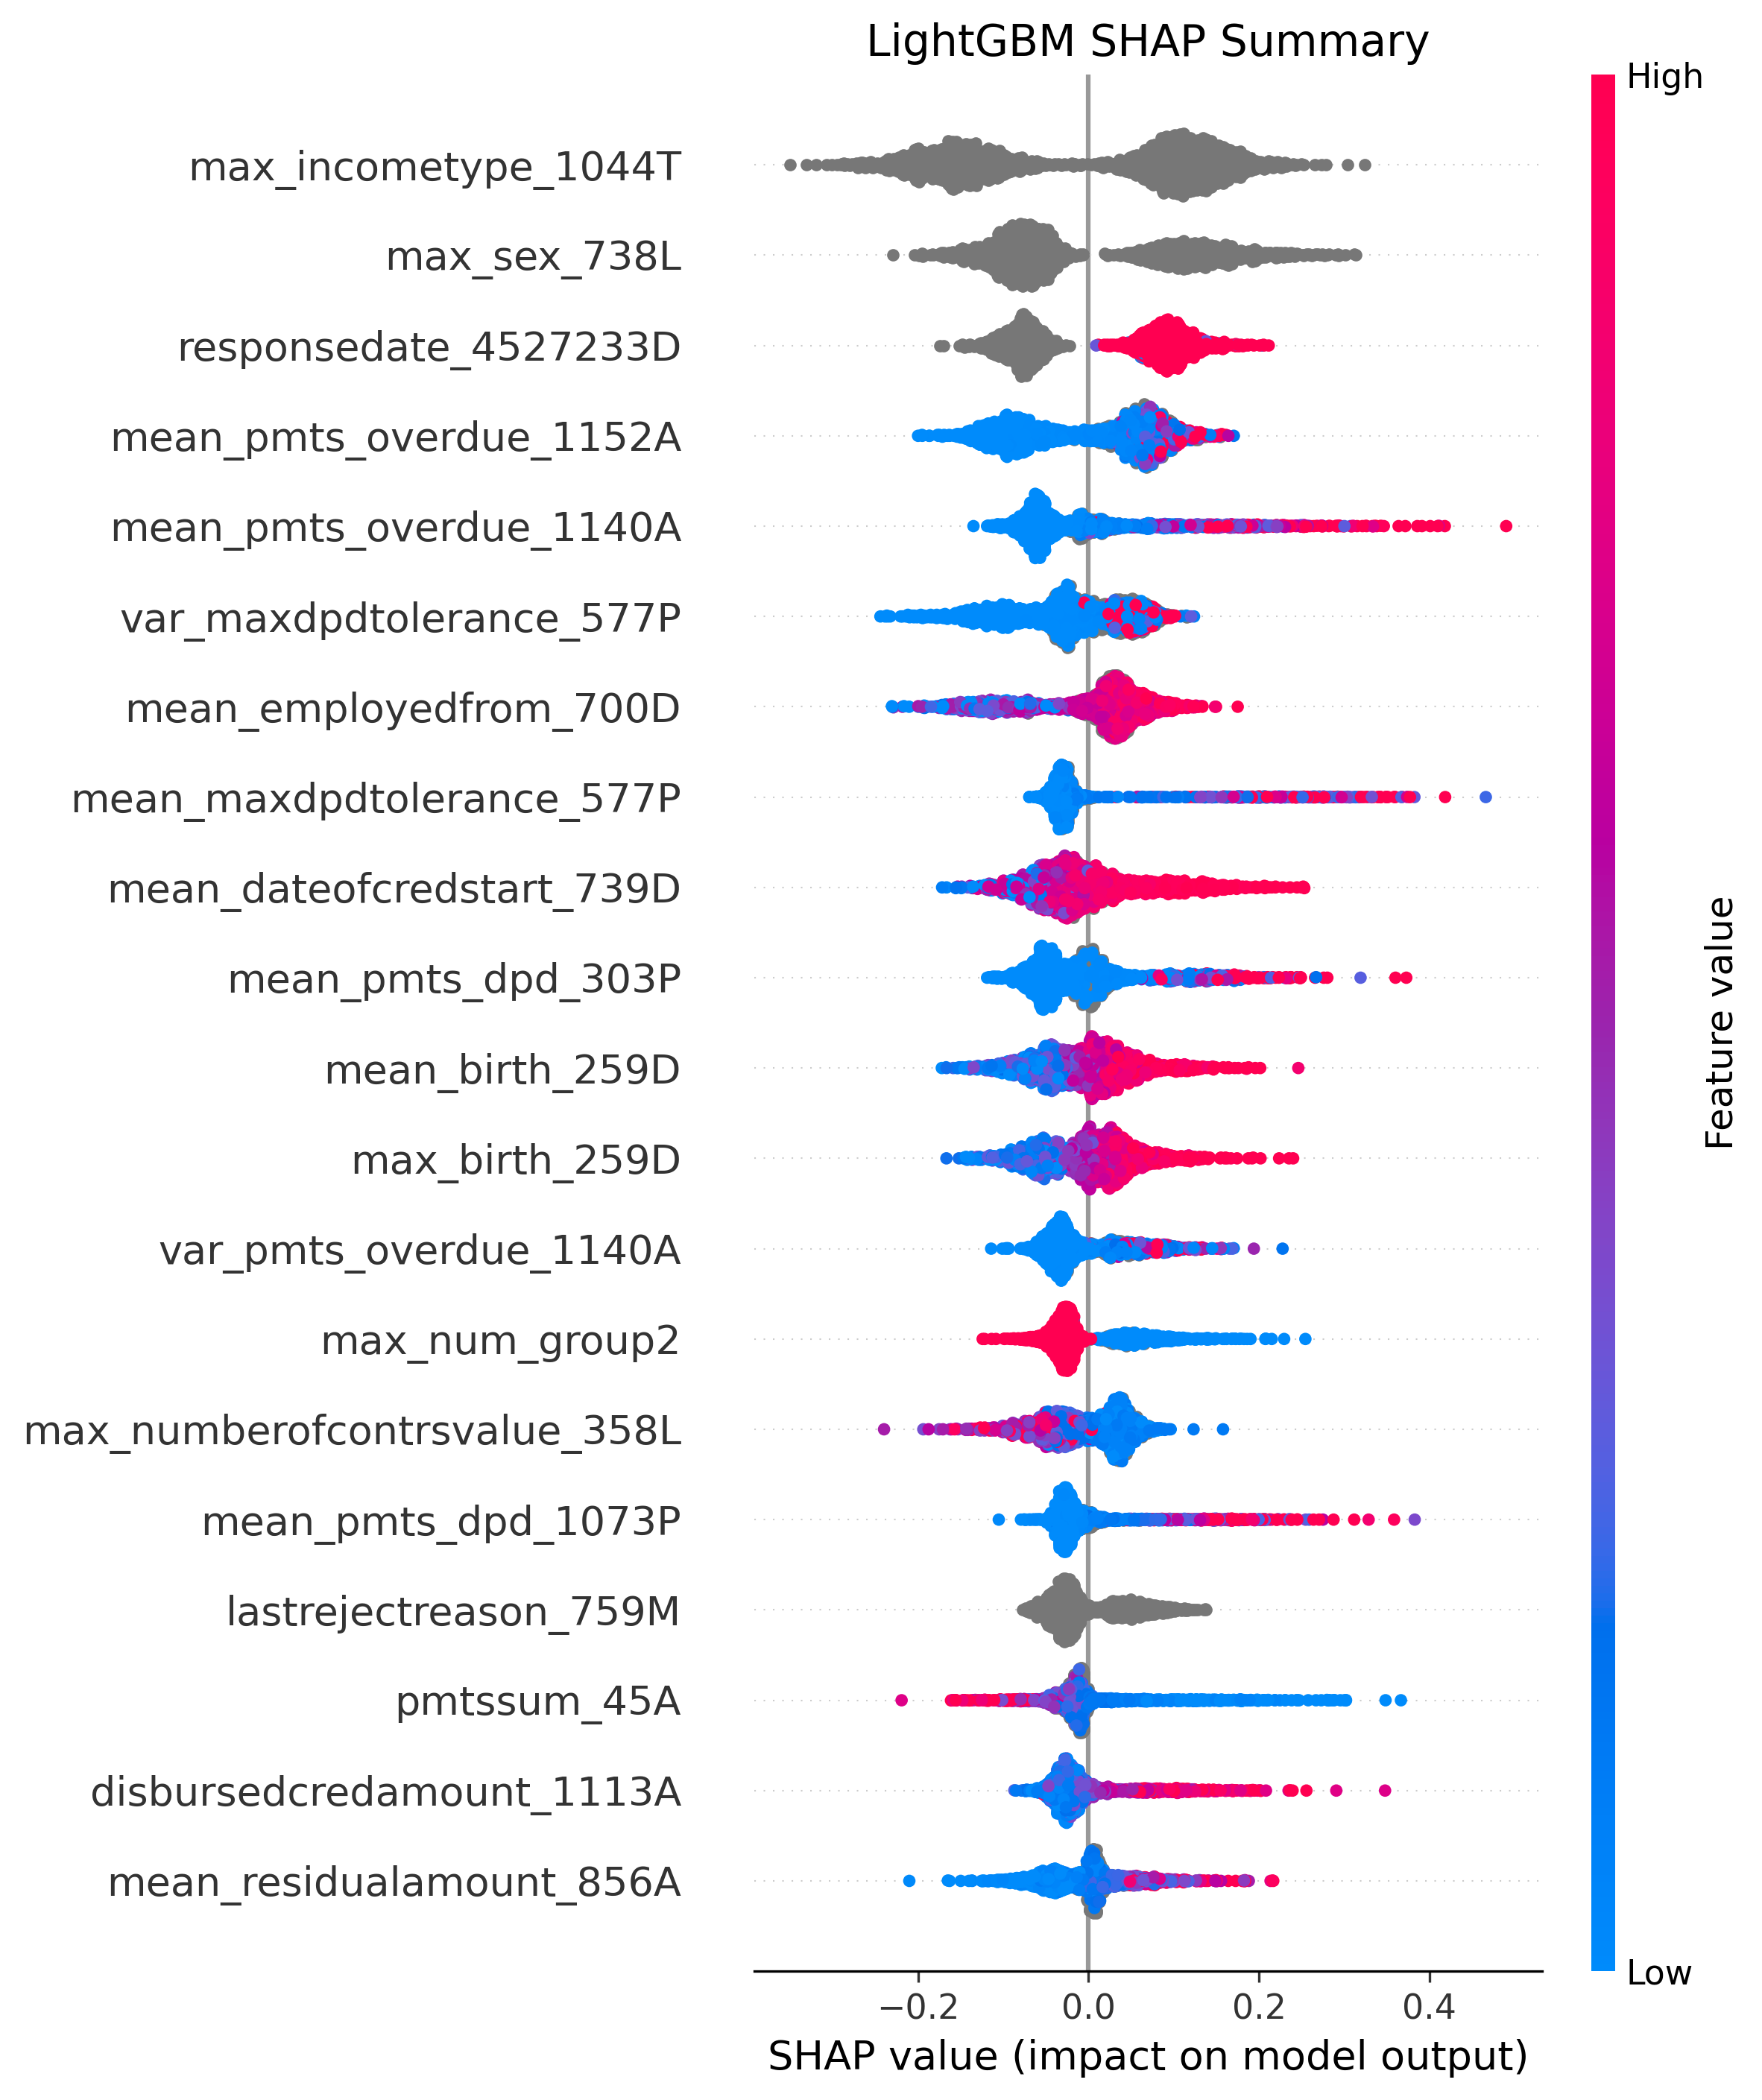 LightGBM SHAP Summary
High
max_incometype_1044T
max_sex_738L
responsedate_4527233D
mean_pmts_overdue_1152A
mean_pmts_overdue_1140A
var_maxdpdtolerance_577P
mean_employedfrom_700D
mean_maxdpdtolerance_577P
mean_dateofcredstart_739D
mean_pmts_dpd_303P
mean_birth_259D
max_birth_259D
var_pmts_overdue_1140A
max_num_group2
max_numberofcontrsvalue_358L
mean_pmts_dpd_1073P
lastrejectreason_759M
pmtssum_45A
disbursedcredamount_1113A
mean_residualamount_856A
Feature value
Low
−0.2 0.0 0.2 0.4
SHAP value (impact on model output)